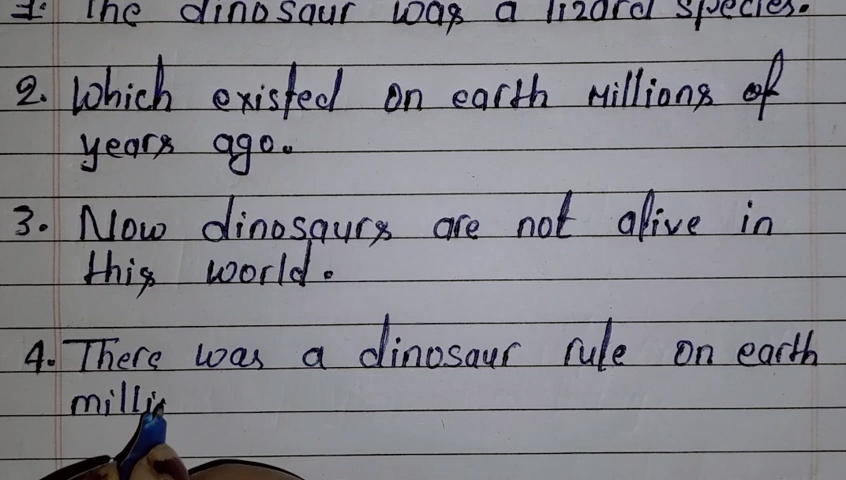 1. The dinosaur was a lizard species.
2. Which existed on earth Millions of
years ago.
3. Now dinosaurs are not alive in
this world.
4. There was a dinosaur rule on earth
milli